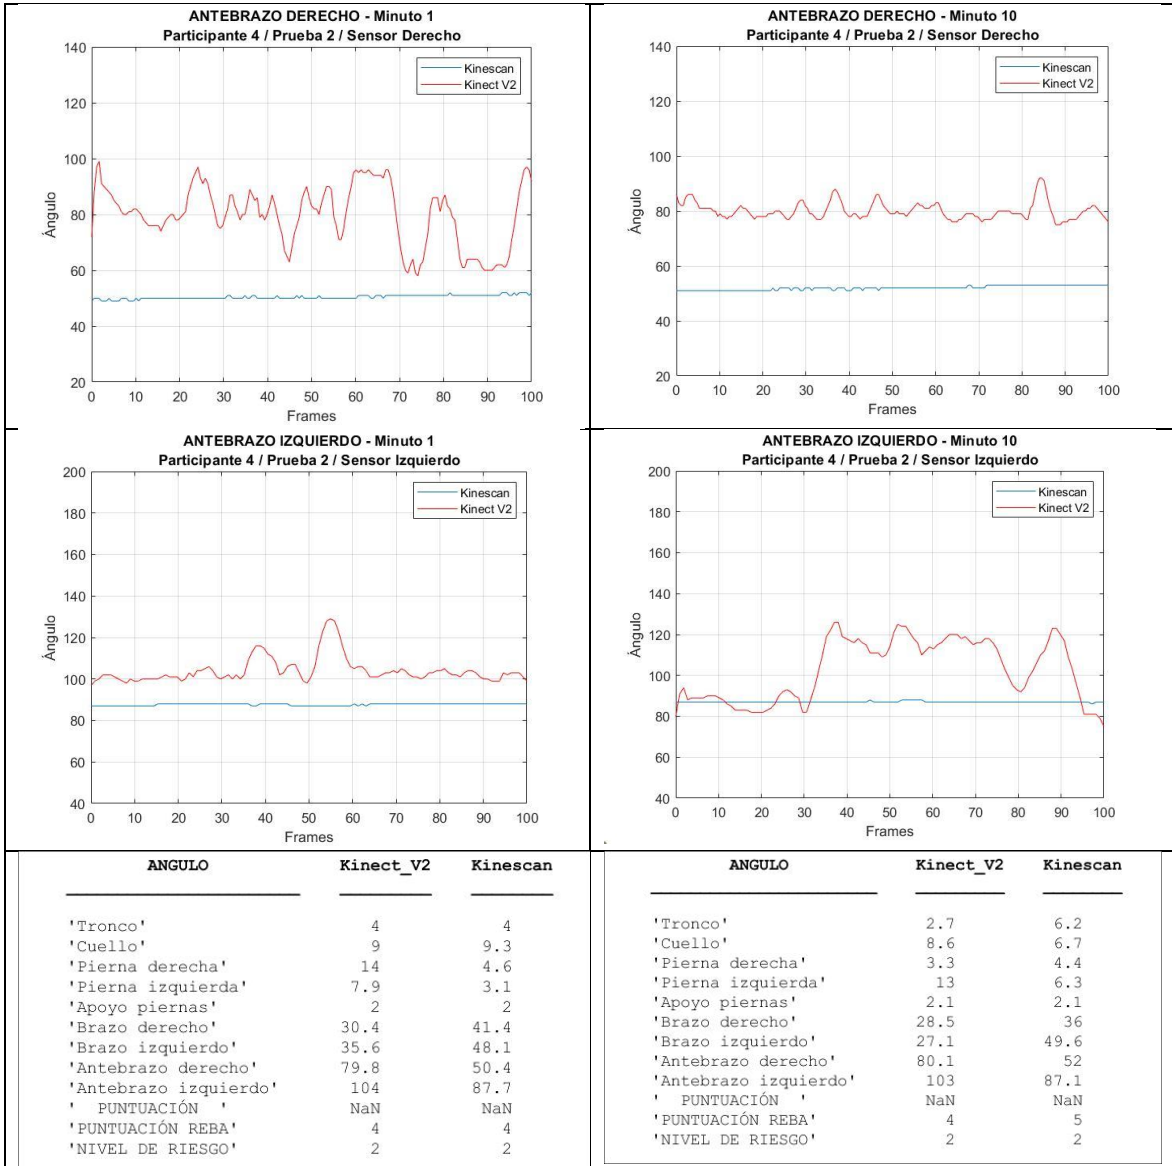 ANTEBRAZO DERECHO - Minuto 1
Participante 4 / Prueba 2 / Sensor Derecho
140
120
100
80
60
40
20
Ángulo
Kinescan
Kinect V2
0 10 20 30 40 50 60 70 80 90 100
Frames
ANTEBRAZO DERECHO - Minuto 10
Participante 4 / Prueba 2 / Sensor Derecho
140
120
100
80
60
40
20
Ángulo
Kinescan
Kinect V2
0 10 20 30 40 50 60 70 80 90 100
Frames
ANTEBRAZO IZQUIERDO - Minuto 1
Participante 4 / Prueba 2 / Sensor Izquierdo
200
180
160
140
120
100
80
60
40
Ángulo
Kinescan
Kinect V2
0 10 20 30 40 50 60 70 80 90 100
Frames
ANTEBRAZO IZQUIERDO - Minuto 10
Participante 4 / Prueba 2 / Sensor Izquierdo
200
180
160
140
120
100
80
60
40
Ángulo
Kinescan
Kinect V2
0 10 20 30 40 50 60 70 80 90 100
Frames
ANGULO Kinect_V2 Kinescan
'Tronco' 4 4
'Cuello' 9 9.3
'Pierna derecha' 14 4.6
'Pierna izquierda' 7.9 3.1
'Apoyo piernas' 2 2
'Brazo derecho' 30.4 41.4
'Brazo izquierdo' 35.6 48.1
'Antebrazo derecho' 79.8 50.4
'Antebrazo izquierdo' 104 87.7
' PUNTUACIÓN ' NaN NaN
'PUNTUACIÓN REBA' 4 4
'NIVEL DE RIESGO' 2 2
ANGULO Kinect_V2 Kinescan
'Tronco' 2.7 6.2
'Cuello' 8.6 6.7
'Pierna derecha' 3.3 4.4
'Pierna izquierda' 13 6.3
'Apoyo piernas' 2.1 2.1
'Brazo derecho' 28.5 36
'Brazo izquierdo' 27.1 49.6
'Antebrazo derecho' 80.1 52
'Antebrazo izquierdo' 103 87.1
' PUNTUACIÓN ' NaN NaN
'PUNTUACIÓN REBA' 4 5
'NIVEL DE RIESGO' 2 2